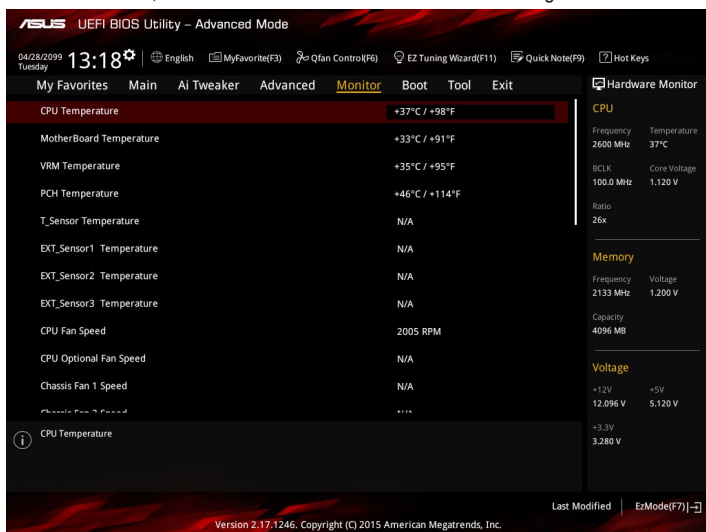 ASUS UEFI BIOS Utility – Advanced Mode
04/28/2099 Tuesday 13:18 English MyFavorite(F3) Qfan Control(F6) EZ Tuning Wizard(F11) Quick Note(F9) ? Hot Keys
My Favorites Main Ai Tweaker Advanced Monitor Boot Tool Exit
CPU Temperature +37°C / +98°F
MotherBoard Temperature +33°C / +91°F
VRM Temperature +35°C / +95°F
PCH Temperature +46°C / +114°F
T_Sensor Temperature N/A
EXT_Sensor1 Temperature N/A
EXT_Sensor2 Temperature N/A
EXT_Sensor3 Temperature N/A
CPU Fan Speed 2005 RPM
CPU Optional Fan Speed N/A
Chassis Fan 1 Speed N/A
CPU Temperature
Hardware Monitor
CPU
Frequency Temperature
2600 MHz 37°C
BCLK Core Voltage
100.0 MHz 1.120 V
Ratio
26x
Memory
Frequency Voltage
2133 MHz 1.200 V
Capacity
4096 MB
Voltage
+12V +5V
12.096 V 5.120 V
+3.3V
3.280 V
Last Modified EzMode(F7)
Version 2.17.1246. Copyright (C) 2015 American Megatrends, Inc.